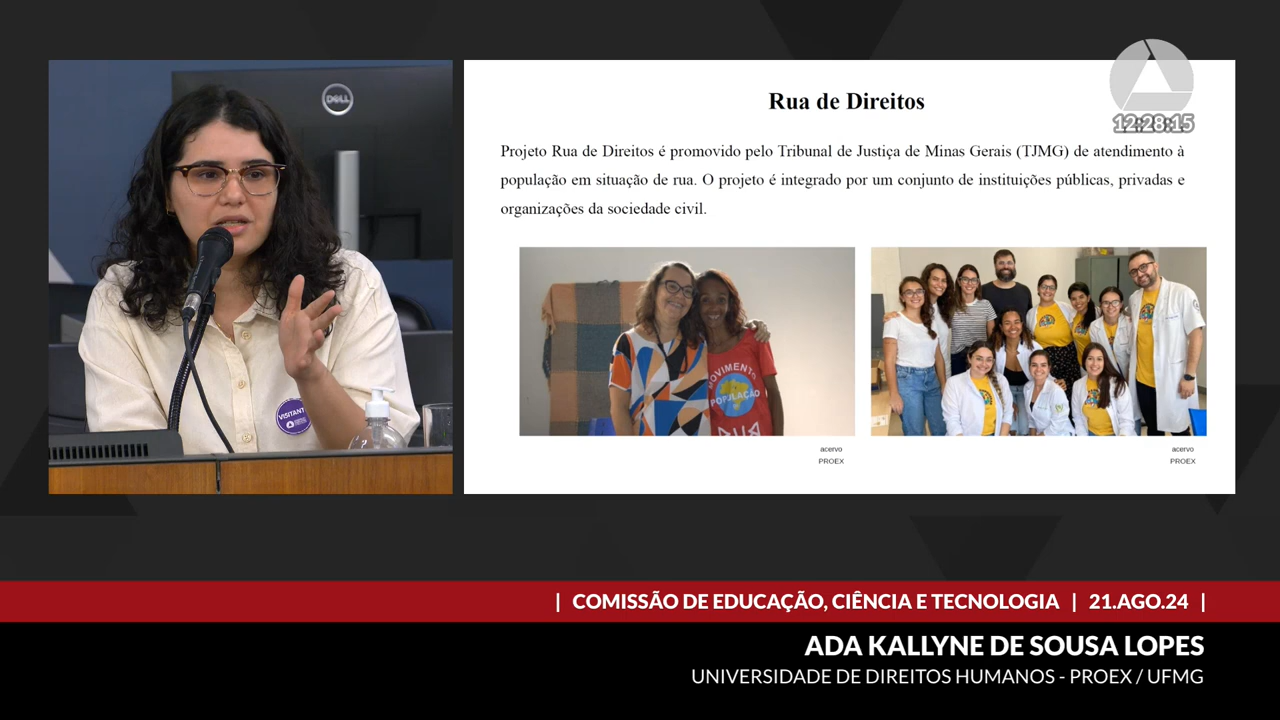 DELL
VISITANT
Rua de Direitos
12:28:15
Projeto Rua de Direitos é promovido pelo Tribunal de Justiça de Minas Gerais (TJMG) de atendimento à
população em situação de rua. O projeto é integrado por um conjunto de instituições públicas, privadas e
organizações da sociedade civil.
MOVIMENTO
POPULAÇÃO
RUA
acervo
PROEX
acervo
PROEX
| COMISSÃO DE EDUCAÇÃO, CIÊNCIA E TECNOLOGIA | 21.AGO.24 |
ADA KALLYNE DE SOUSA LOPES
UNIVERSIDADE DE DIREITOS HUMANOS - PROEX / UFMG